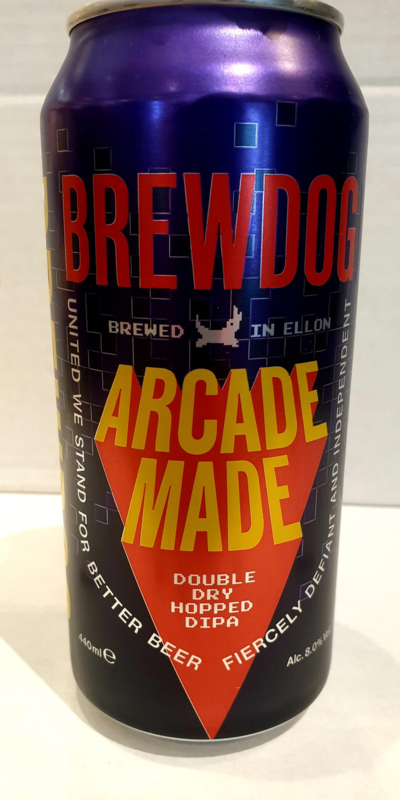 BREWDOG
BREWED IN ELLON
ARCADE
MADE
DOUBLE
DRY
HOPPED
DIPA
UNITED WE STAND FOR BETTER BEER
FIERCELY DEFIANT AND INDEPENDENT
440ml℮
Alc. 8.0% Vol